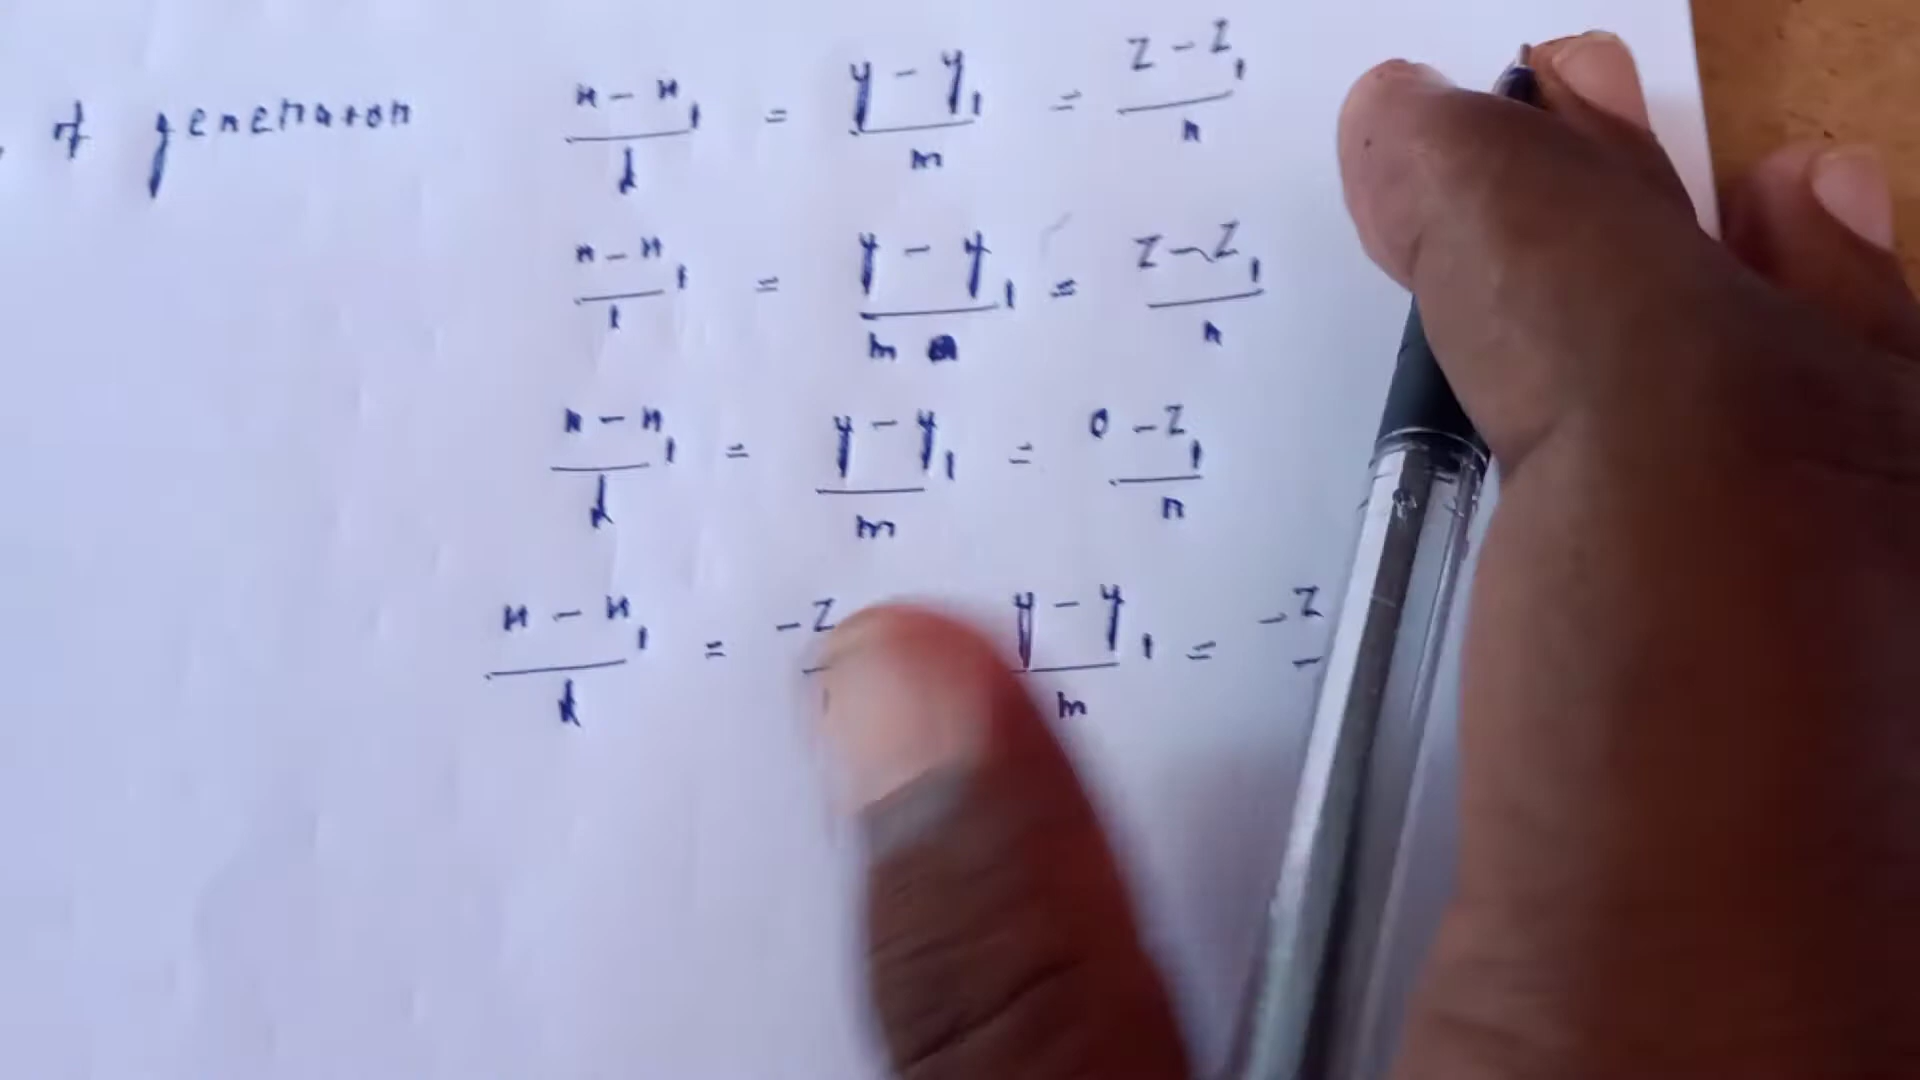 of generator x - x₁ / l = y - y₁ / m = z - z₁ / n
x - x₁ / l = y - y₁ / m = z - z₁ / n
x - x₁ / l = y - y₁ / m = 0 - z₁ / n
x - x₁ / l = - z y - y₁ / m = - z